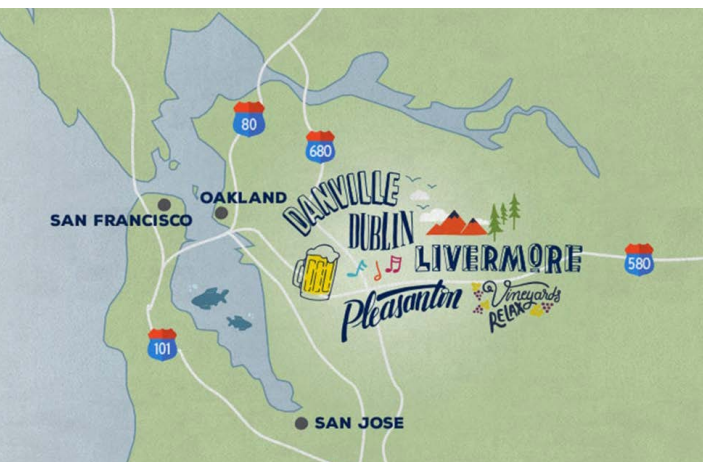 80
680
DANVILLE
OAKLAND
SAN FRANCISCO
DUBLIN
LIVERMORE
580
Pleasanton
Vineyards
RELAX
101
SAN JOSE